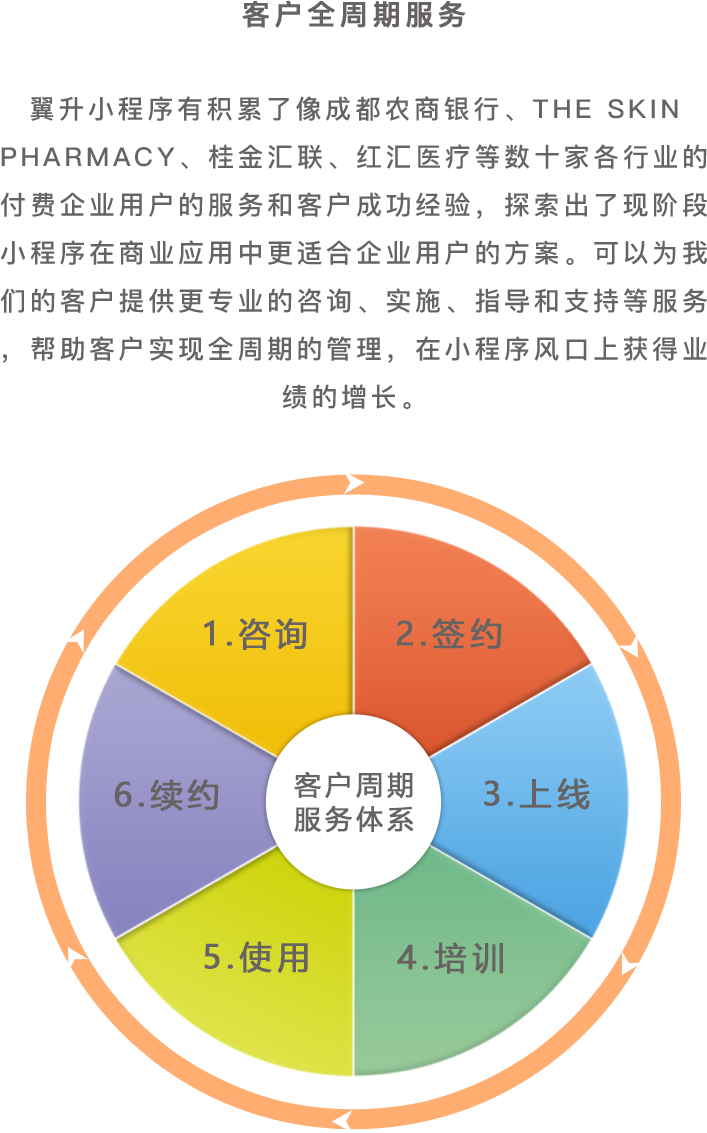 客户全周期服务
翼升小程序有积累了像成都农商银行、THE SKIN
PHARMACY、桂金汇联、红汇医疗等数十家各行业的
付费企业用户的服务和客户成功经验，探索出了现阶段
小程序在商业应用中更适合企业用户的方案。可以为我
们的客户提供更专业的咨询、实施、指导和支持等服务
，帮助客户实现全周期的管理，在小程序风口上获得业
绩的增长。
1.咨询
2.签约
6.续约
客户周期
服务体系
3.上线
5.使用
4.培训